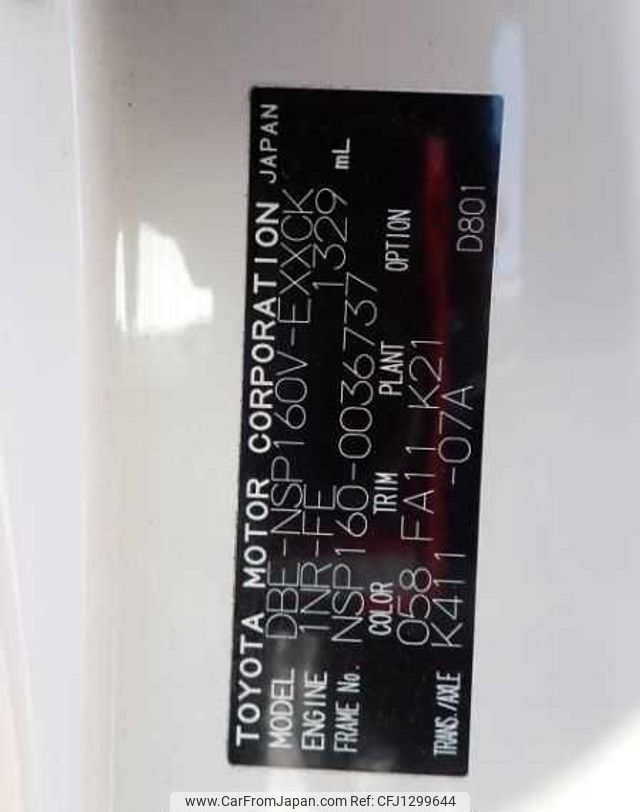 TOYOTA MOTOR CORPORATION JAPAN
MODEL DBE-NSP160V-EXXCK
ENGINE 1NR-FE 1329 mL
FRAME No. NSP160-0036737
COLOR TRIM PLANT OPTION
058 FA11 K21
TRANS./AXLE K411 -07A D801
www.CarFromJapan.com Ref: CFJ1299644